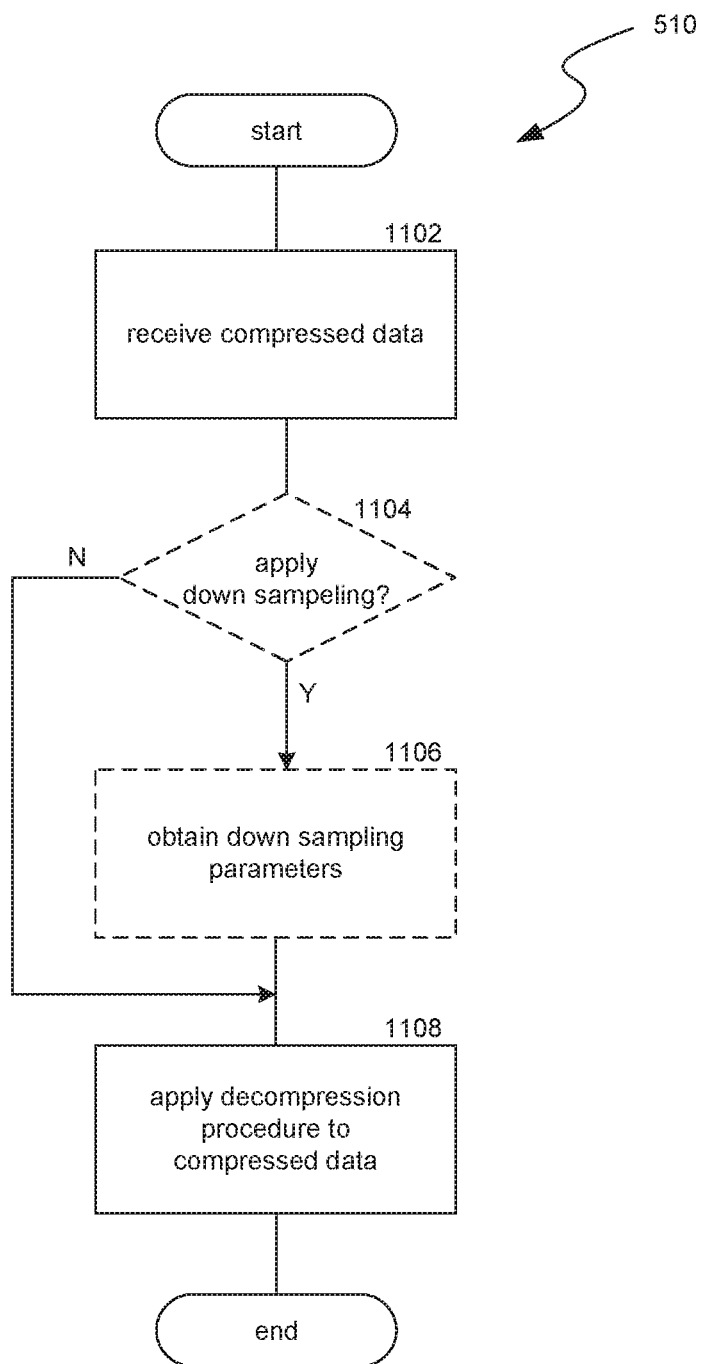 510
start
1102
receive compressed data
1104
N
apply
down sampeling?
Y
1106
obtain down sampling
parameters
1108
apply decompression
procedure to
compressed data
end